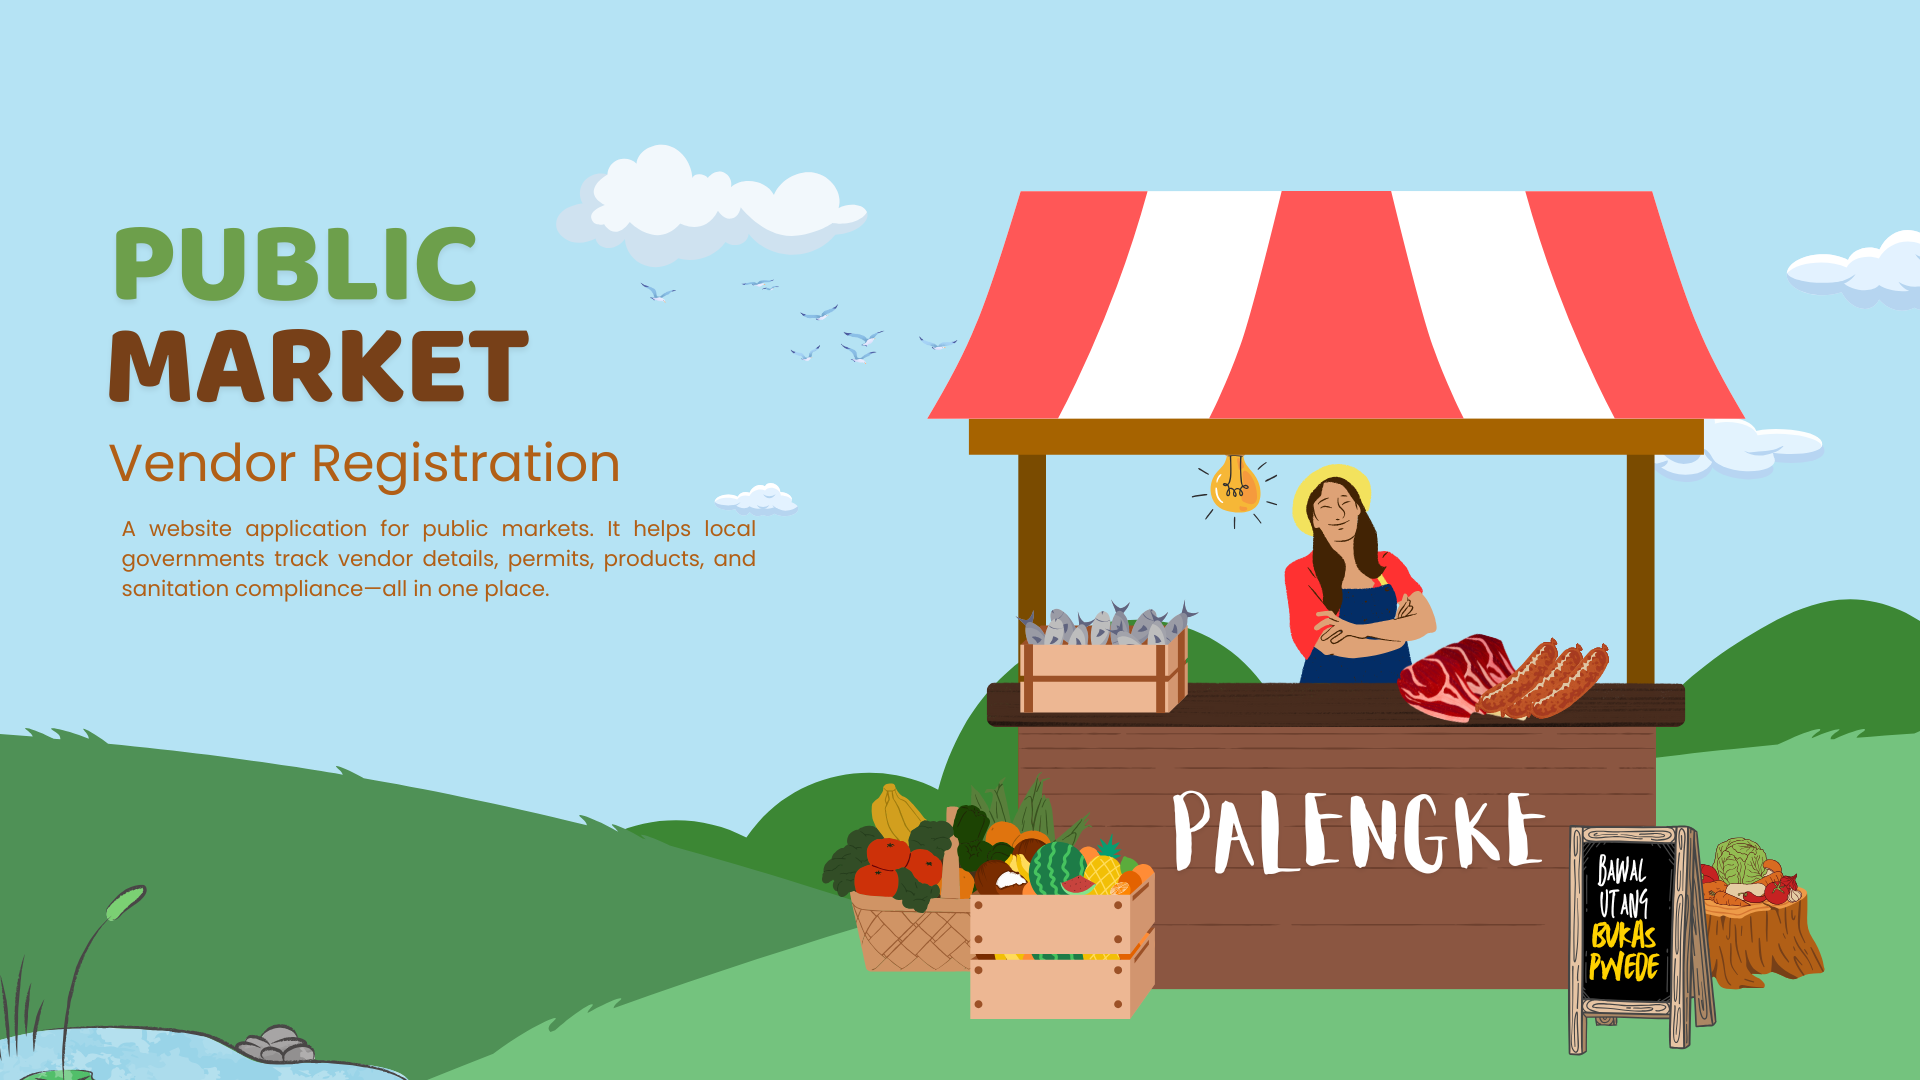 PUBLIC
MARKET
Vendor Registration
A website application for public markets. It helps local
governments track vendor details, permits, products, and
sanitation compliance—all in one place.
PALENGKE
BAWAL
UTANG
BUKAS
PWEDE